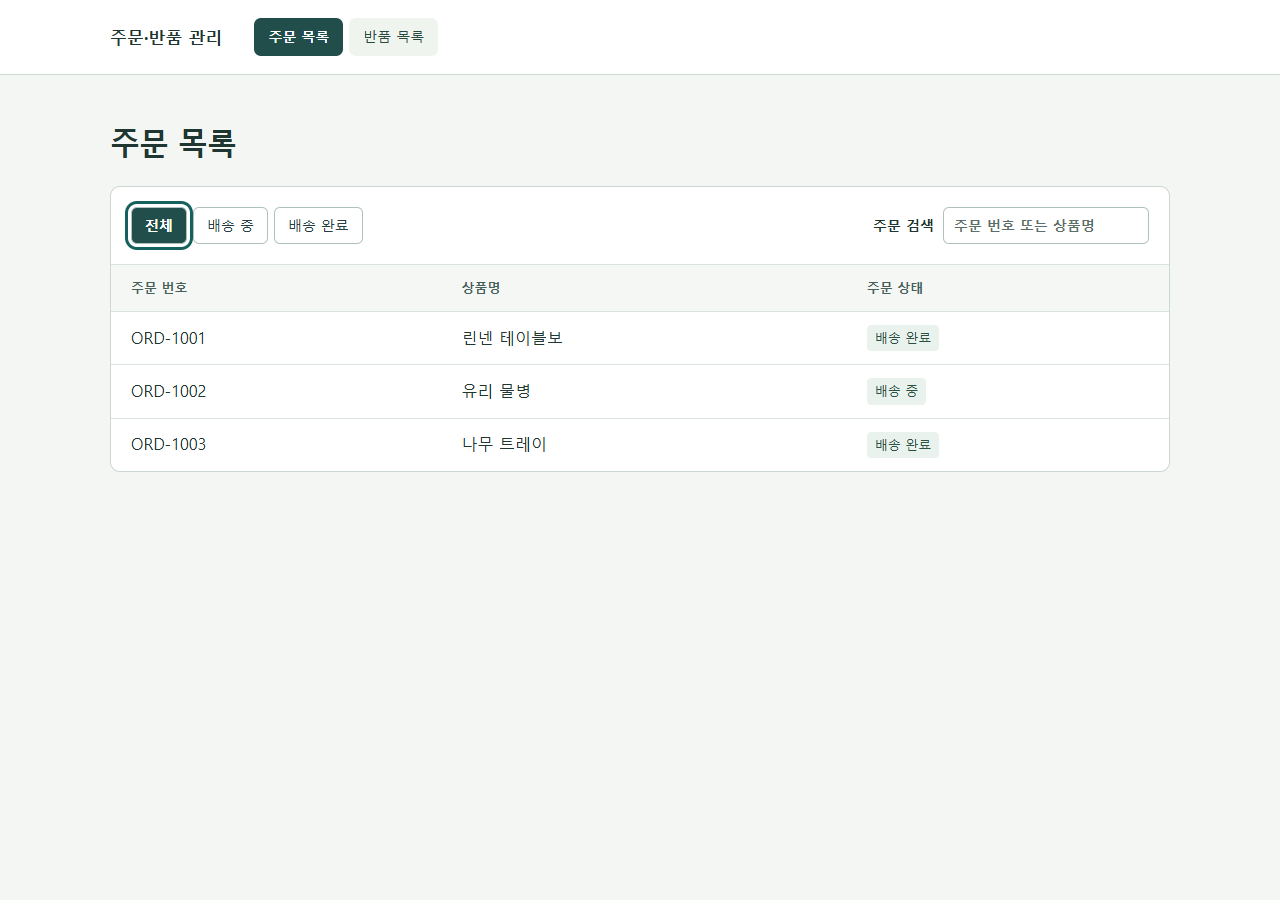 주문·반품 관리 주문 목록 반품 목록
주문 목록
전체 배송 중 배송 완료 주문 검색 주문 번호 또는 상품명
주문 번호 상품명 주문 상태
ORD-1001 린넨 테이블보 배송 완료
ORD-1002 유리 물병 배송 중
ORD-1003 나무 트레이 배송 완료